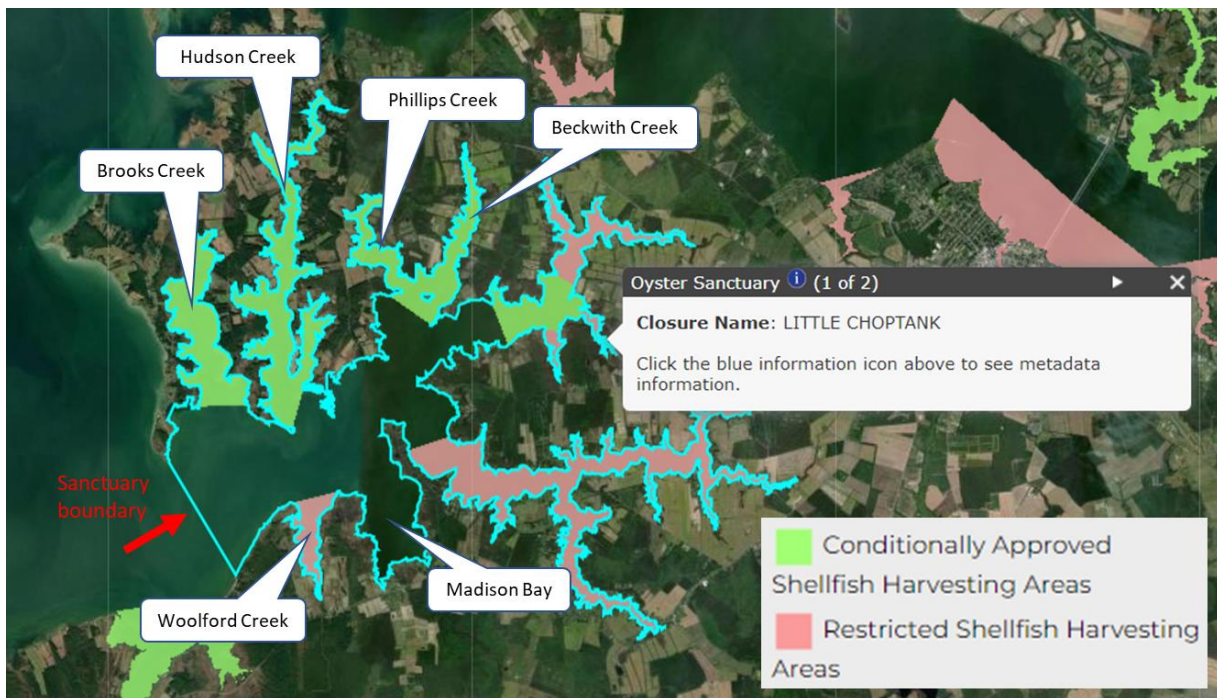 Hudson Creek
Phillips Creek
Beckwith Creek
Brooks Creek
Oyster Sanctuary i (1 of 2)
Closure Name: LITTLE CHOPTANK
Click the blue information icon above to see metadata
information.
Sanctuary
boundary
Madison Bay
Woolford Creek
Conditionally Approved
Shellfish Harvesting Areas
Restricted Shellfish Harvesting
Areas